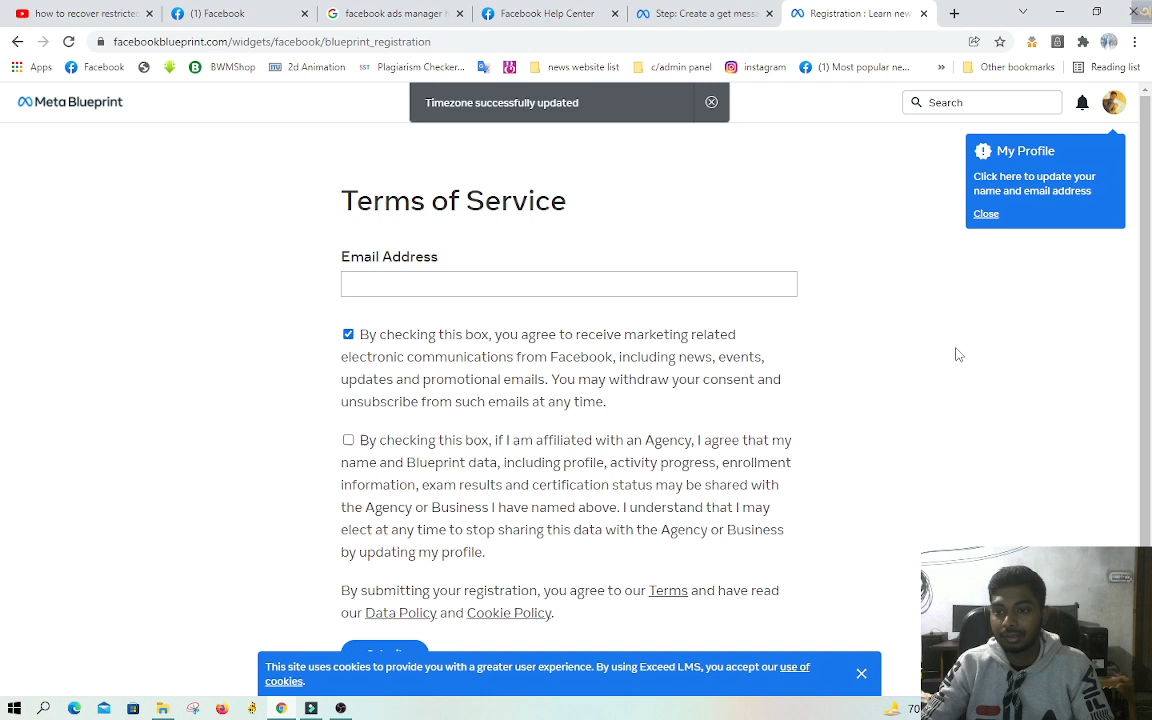 how to recover restricte
(1) Facebook
facebook ads manager h
Facebook Help Center
Step: Create a get messa
Registration : Learn new
facebookblueprint.com/widgets/facebook/blueprint_registration
Apps
Facebook
BWMShop
2d Animation
SST
Plagiarism Checker...
news website list
c/admin panel
instagram
(1) Most popular ne...
»
Other bookmarks
Reading list
Meta Blueprint
Timezone successfully updated
Search
My Profile
Click here to update your
name and email address
Close
Terms of Service
Email Address
By checking this box, you agree to receive marketing related
electronic communications from Facebook, including news, events,
updates and promotional emails. You may withdraw your consent and
unsubscribe from such emails at any time.
By checking this box, if I am affiliated with an Agency, I agree that my
name and Blueprint data, including profile, activity progress, enrollment
information, exam results and certification status may be shared with
the Agency or Business I have named above. I understand that I may
elect at any time to stop sharing this data with the Agency or Business
by updating my profile.
By submitting your registration, you agree to our Terms and have read
our Data Policy and Cookie Policy.
This site uses cookies to provide you with a greater user experience. By using Exceed LMS, you accept our use of
cookies.
70